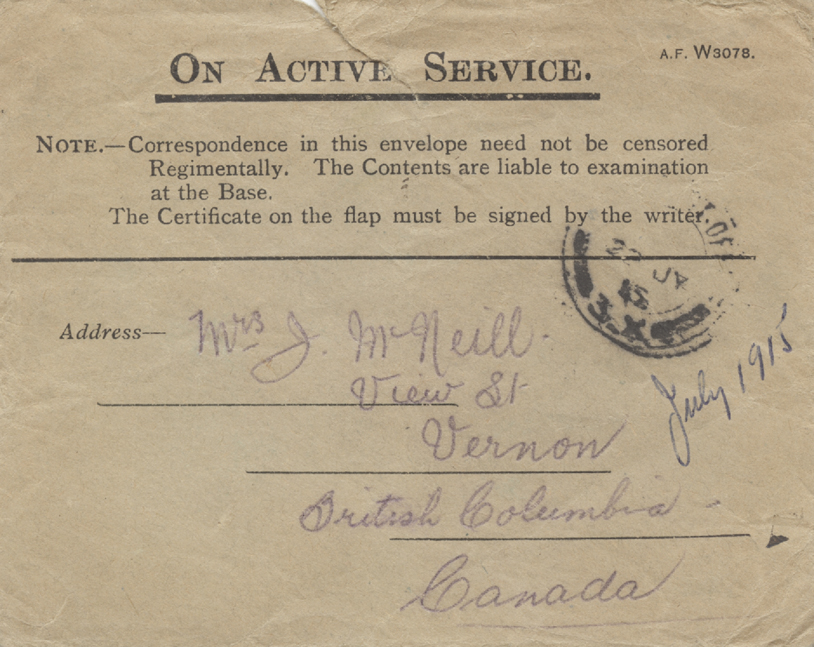 A.F. W3078.
ON ACTIVE SERVICE.
NOTE.—Correspondence in this envelope need not be censored
Regimentally. The Contents are liable to examination
at the Base.
The Certificate on the flap must be signed by the writer.
Address— Mrs J. McNeill.
View St
Vernon
British Columbia -
Canada
July 1915